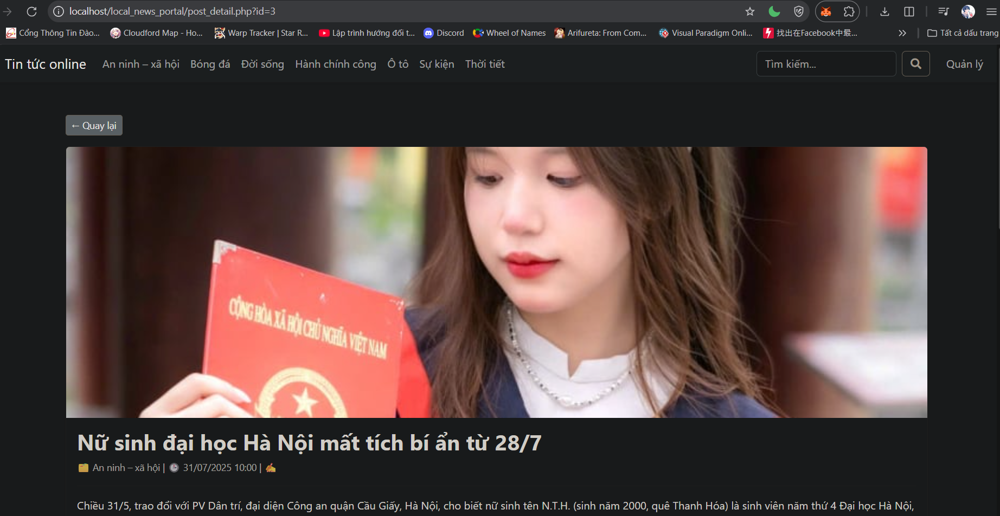 localhost/local_news_portal/post_detail.php?id=3
Cổng Thông Tin Đào... Cloudford Map - Ho... Warp Tracker | Star R... Lập trình hướng đối t... Discord Wheel of Names Arifureta: From Com... Visual Paradigm Onli... 找出在Facebook中最... Tất cả dấu trang
Tin tức online An ninh – xã hội Bóng đá Đời sống Hành chính công Ô tô Sự kiện Thời tiết Tìm kiếm... Quản lý
← Quay lại
CỘNG HÒA XÃ HỘI CHỦ NGHĨA VIỆT NAM
Nữ sinh đại học Hà Nội mất tích bí ẩn từ 28/7
An ninh – xã hội | 31/07/2025 10:00 |
Chiều 31/5, trao đổi với PV Dân trí, đại diện Công an quận Cầu Giấy, Hà Nội, cho biết nữ sinh tên N.T.H. (sinh năm 2000, quê Thanh Hóa) là sinh viên năm thứ 4 Đại học Hà Nội,